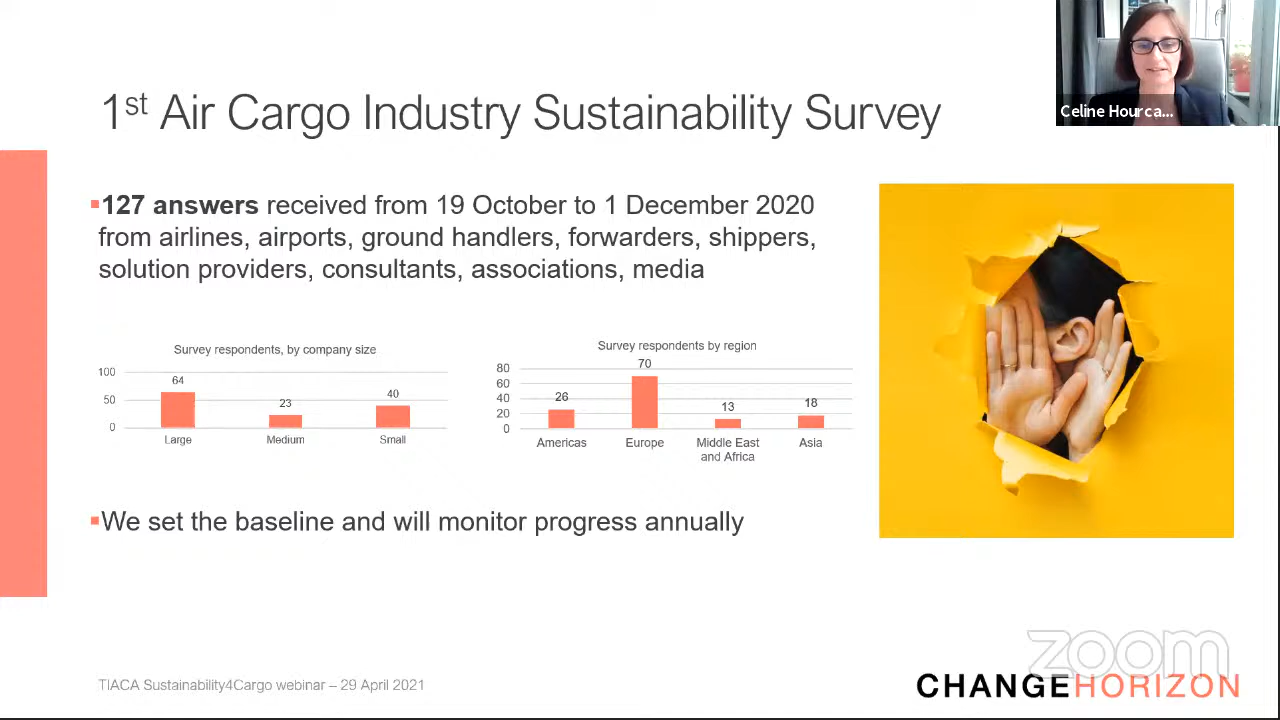 1st Air Cargo Industry Sustainability Survey
Celine Hourca...
▪127 answers received from 19 October to 1 December 2020
from airlines, airports, ground handlers, forwarders, shippers,
solution providers, consultants, associations, media
Survey respondents, by company size
100
50
0
64
23
40
Large
Medium
Small
Survey respondents by region
80
60
40
20
0
26
70
13
18
Americas
Europe
Middle East
and Africa
Asia
▪We set the baseline and will monitor progress annually
TIACA Sustainability4Cargo webinar – 29 April 2021
zoom
CHANGEHORIZON